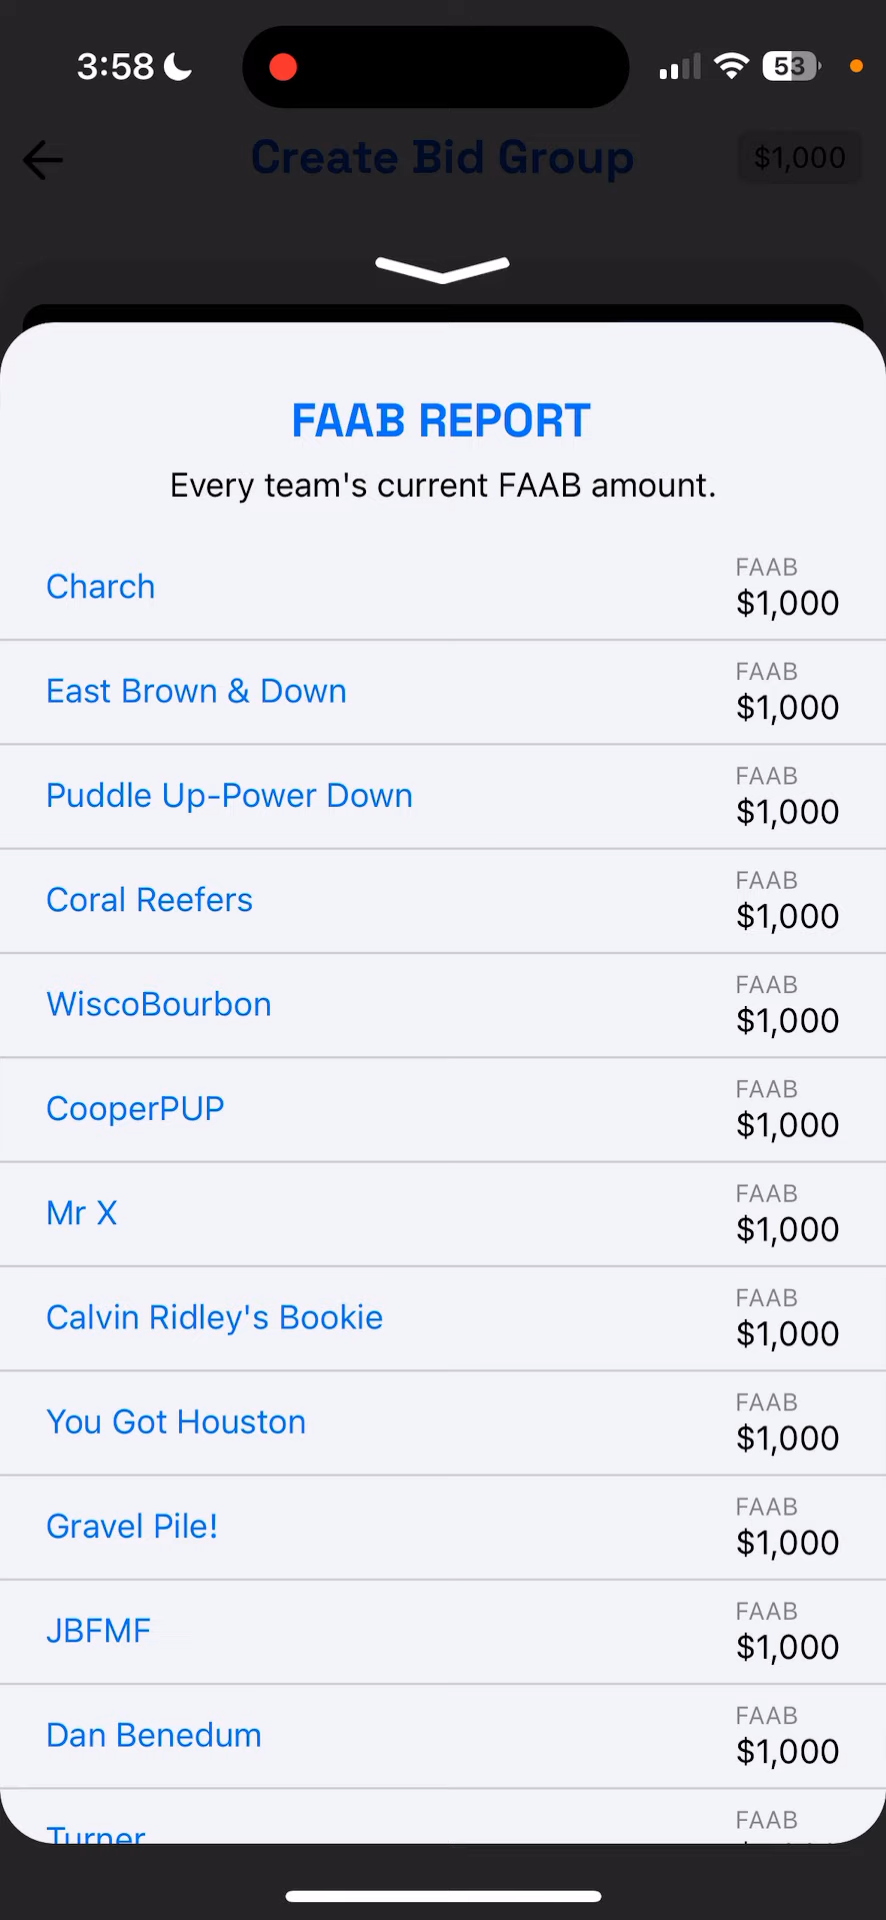 3:58
53
Create Bid Group
$1,000
FAAB REPORT
Every team's current FAAB amount.
Charch
FAAB
$1,000
East Brown & Down
FAAB
$1,000
Puddle Up-Power Down
FAAB
$1,000
Coral Reefers
FAAB
$1,000
WiscoBourbon
FAAB
$1,000
CooperPUP
FAAB
$1,000
Mr X
FAAB
$1,000
Calvin Ridley's Bookie
FAAB
$1,000
You Got Houston
FAAB
$1,000
Gravel Pile!
FAAB
$1,000
JBFMF
FAAB
$1,000
Dan Benedum
FAAB
$1,000
Turner
FAAB